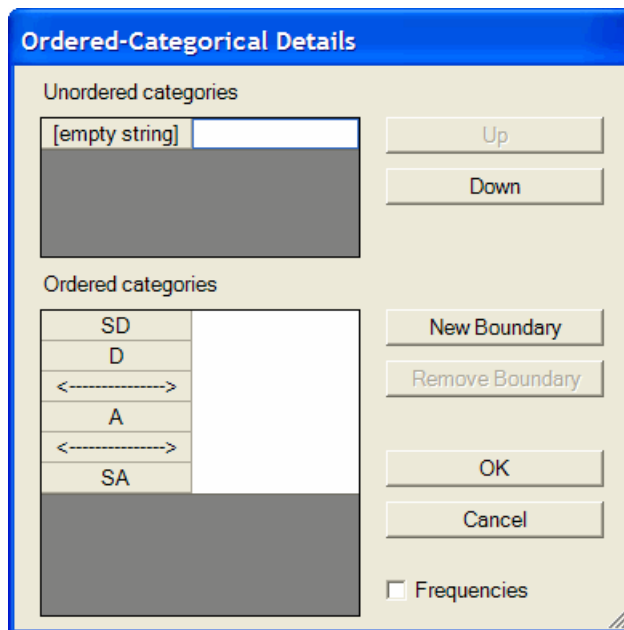 Ordered-Categorical Details
Unordered categories
[empty string]
Up
Down
Ordered categories
SD
D
<--------------->
A
<--------------->
SA
New Boundary
Remove Boundary
OK
Cancel
Frequencies